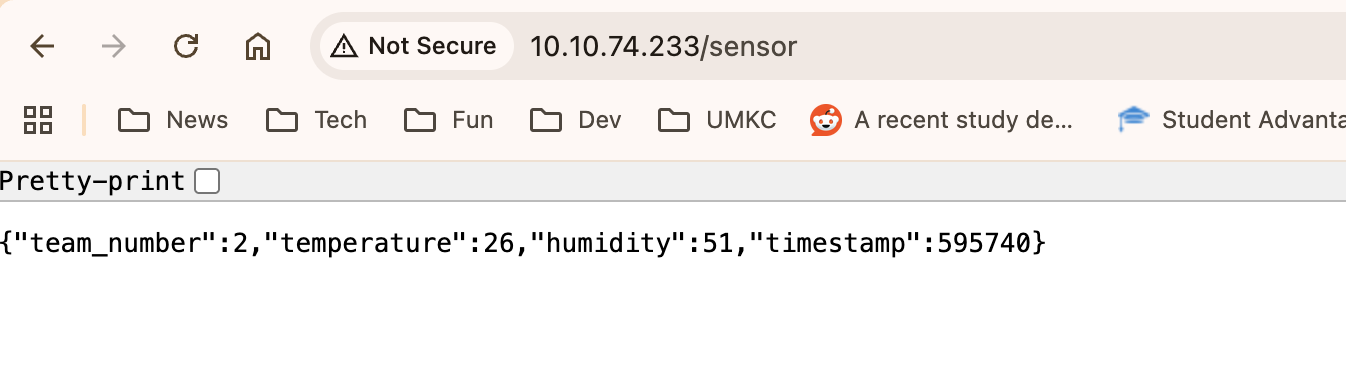 Not Secure 10.10.74.233/sensor
News Tech Fun Dev UMKC A recent study de... Student Advanta
Pretty-print
{"team_number":2,"temperature":26,"humidity":51,"timestamp":595740}